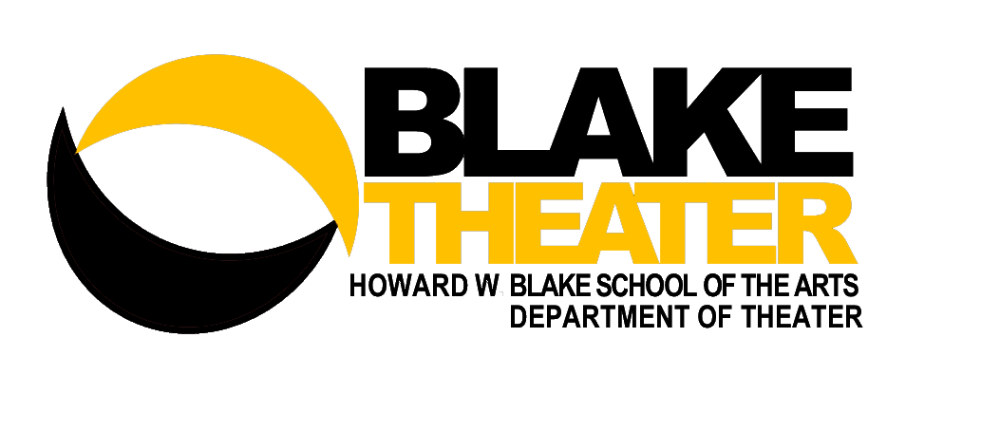 BLAKE
THEATER
HOWARD W. BLAKE SCHOOL OF THE ARTS
DEPARTMENT OF THEATER